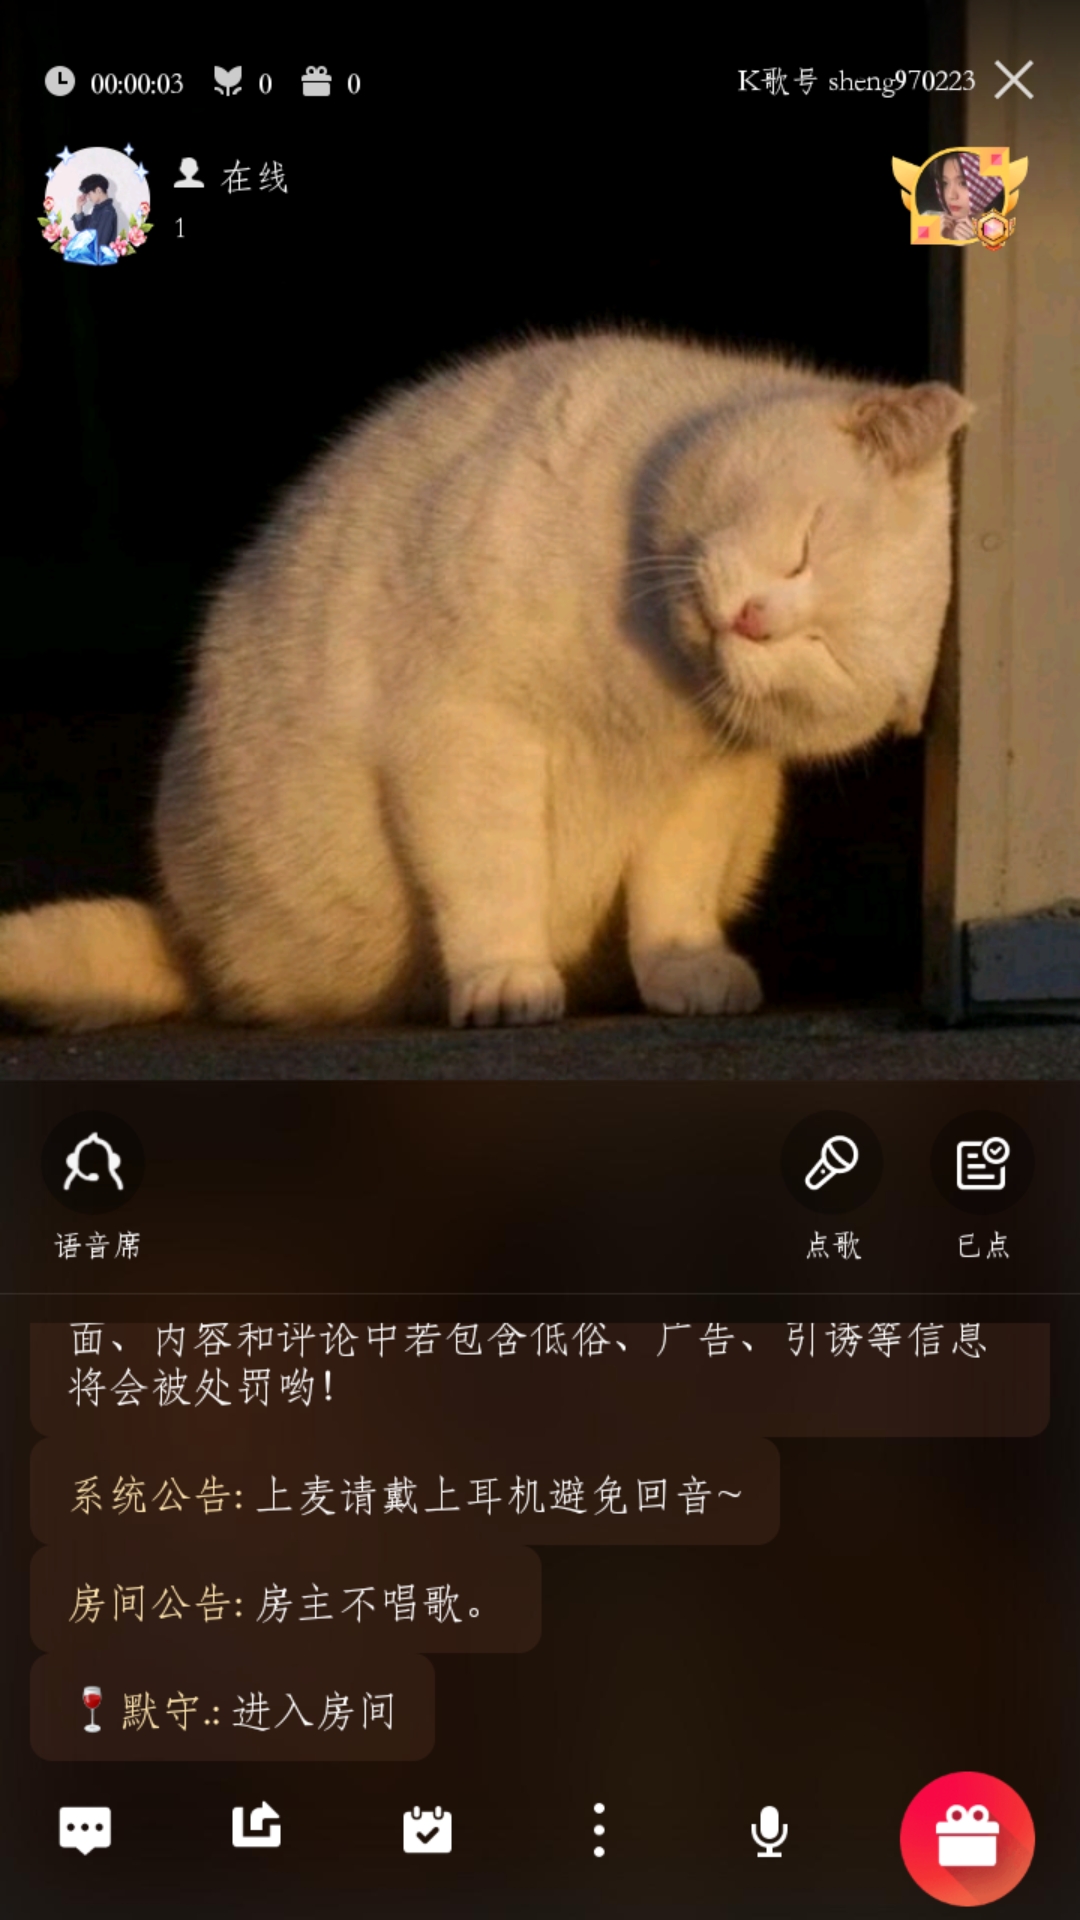 00:00:03 0 0 K歌号 sheng970223
在线
1
语音席 点歌 已点
面、内容和评论中若包含低俗、广告、引诱等信息
将会被处罚哟!
系统公告: 上麦请戴上耳机避免回音~
房间公告: 房主不唱歌。
🍷默守.: 进入房间